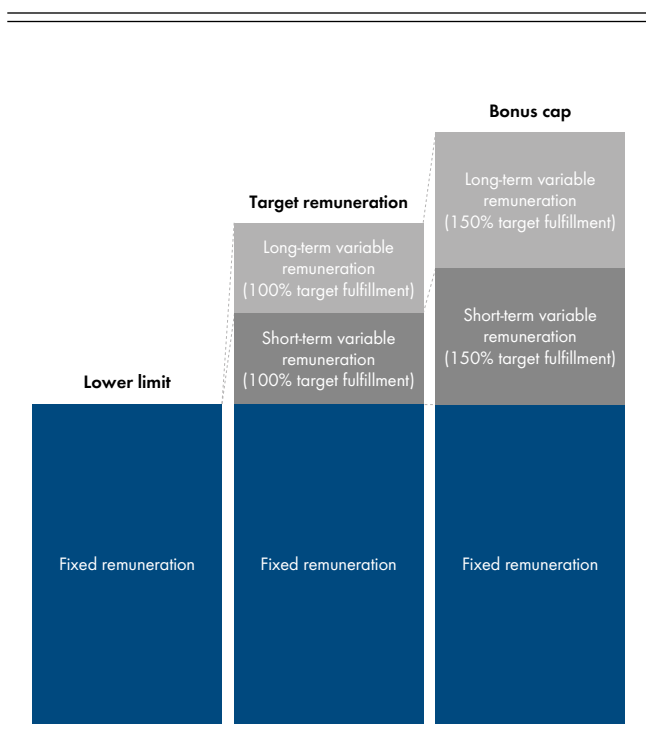 Bonus cap
Long-term variable
remuneration
(150% target fulfillment)
Target remuneration
Long-term variable
remuneration
(100% target fulfillment)
Short-term variable
remuneration
(150% target fulfillment)
Short-term variable
remuneration
(100% target fulfillment)
Lower limit
Fixed remuneration
Fixed remuneration
Fixed remuneration